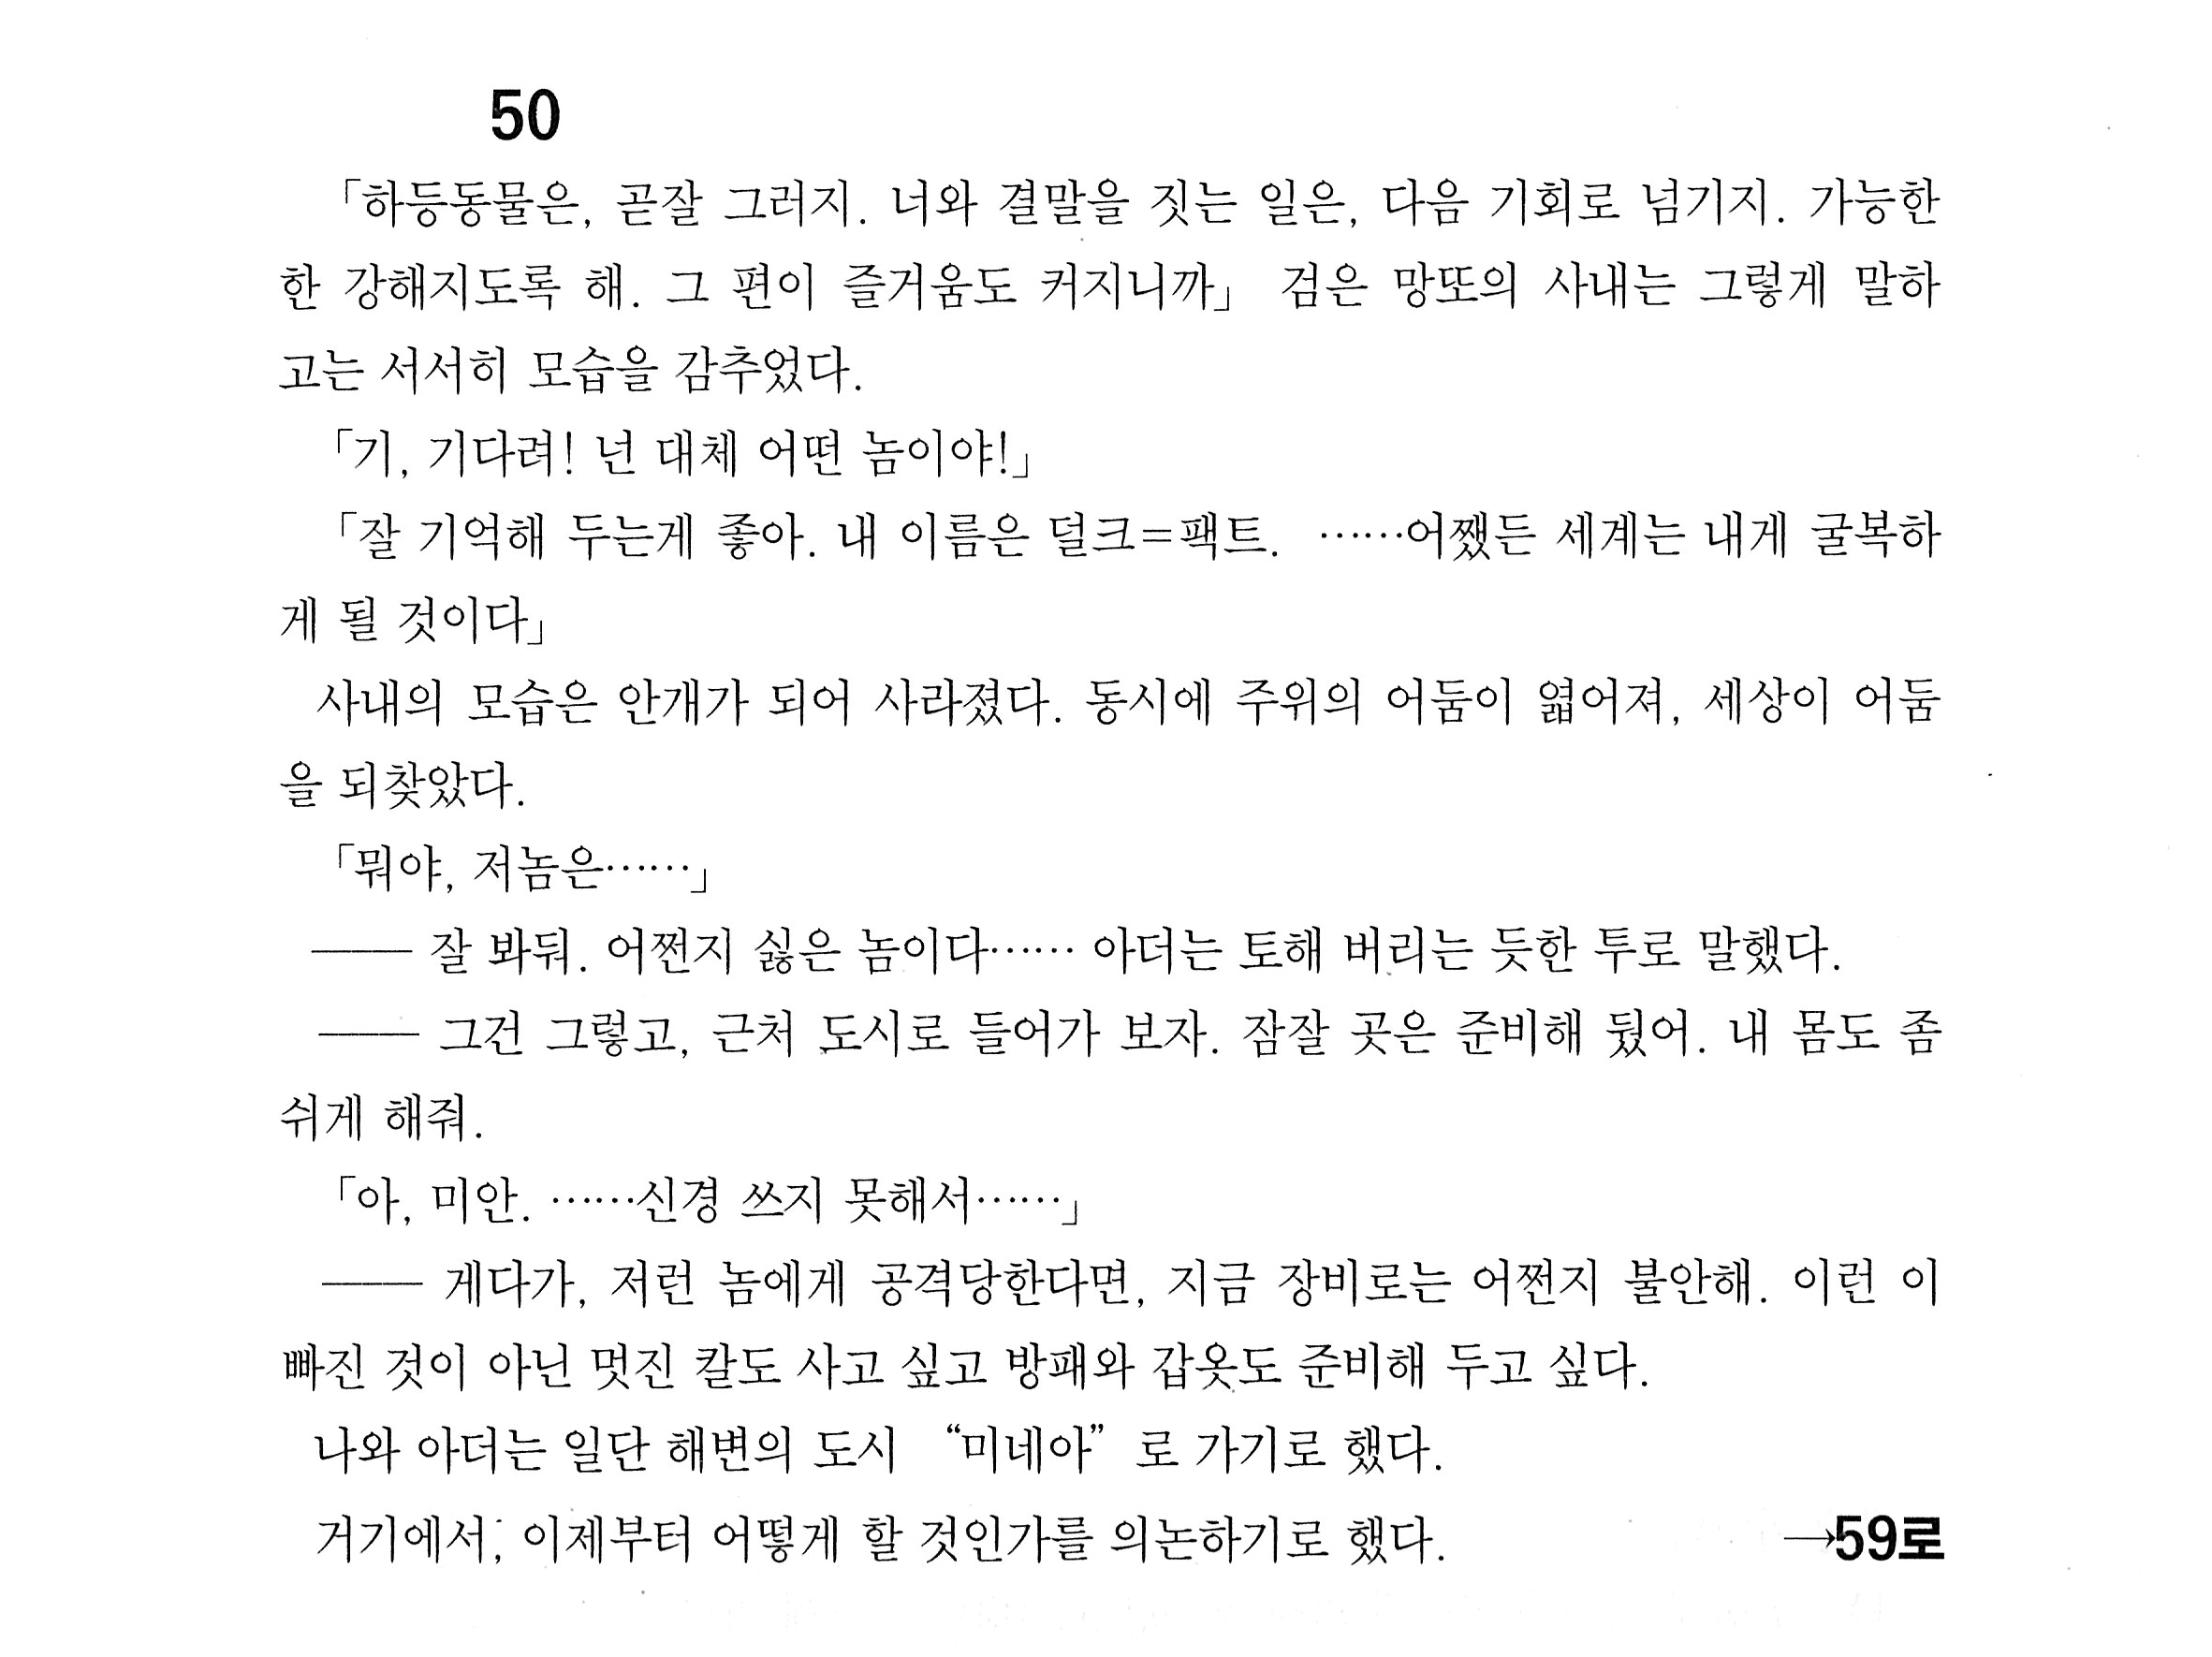 50
「하등동물은, 곧잘 그러지. 너와 결말을 짓는 일은, 다음 기회로 넘기지. 가능한
한 강해지도록 해. 그 편이 즐거움도 커지니까」 검은 망또의 사내는 그렇게 말하
고는 서서히 모습을 감추었다.
「기, 기다려! 넌 대체 어떤 놈이야!」
「잘 기억해 두는게 좋아. 내 이름은 덜크=팩트. ……어쨌든 세계는 내게 굴복하
게 될 것이다」
사내의 모습은 안개가 되어 사라졌다. 동시에 주위의 어둠이 엷어져, 세상이 어둠
을 되찾았다.
「뭐야, 저놈은……」
―― 잘 봐둬. 어쩐지 싫은 놈이다…… 아더는 토해 버리는 듯한 투로 말했다.
―― 그건 그렇고, 근처 도시로 들어가 보자. 잠잘 곳은 준비해 뒀어. 내 몸도 좀
쉬게 해줘.
「아, 미안. ……신경 쓰지 못해서……」
―― 게다가, 저런 놈에게 공격당한다면, 지금 장비로는 어쩐지 불안해. 이런 이
빠진 것이 아닌 멋진 칼도 사고 싶고 방패와 갑옷도 준비해 두고 싶다.
나와 아더는 일단 해변의 도시 “미네아” 로 가기로 했다.
거기에서, 이제부터 어떻게 할 것인가를 의논하기로 했다. →59로